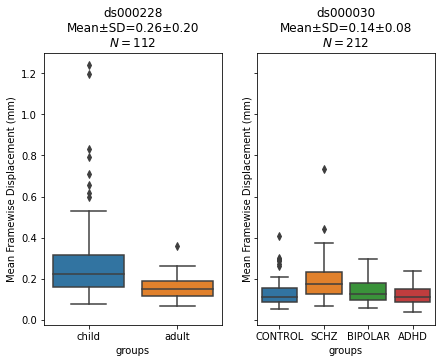 ds000228
Mean±SD=0.26±0.20
N = 112
Mean Framewise Displacement (mm)
1.2
1.0
0.8
0.6
0.4
0.2
0.0
child adult
groups
ds000030
Mean±SD=0.14±0.08
N = 212
Mean Framewise Displacement (mm)
CONTROL SCHZ BIPOLAR ADHD
groups